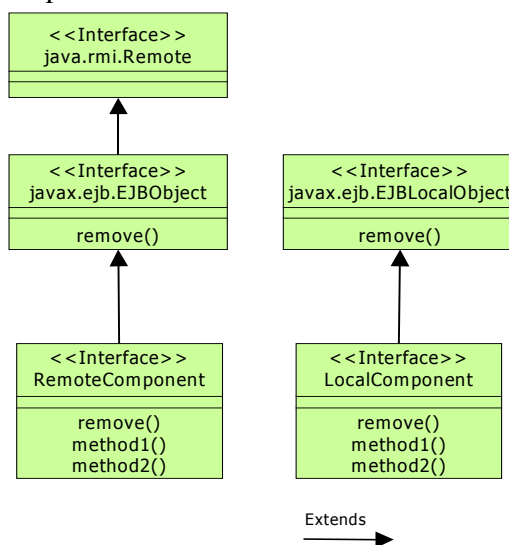 <<Interface>>
java.rmi.Remote
<<Interface>>
javax.ejb.EJBObject
remove()
<<Interface>>
javax.ejb.EJBLocalObject
remove()
<<Interface>>
RemoteComponent
remove()
method1()
method2()
<<Interface>>
LocalComponent
remove()
method1()
method2()
Extends